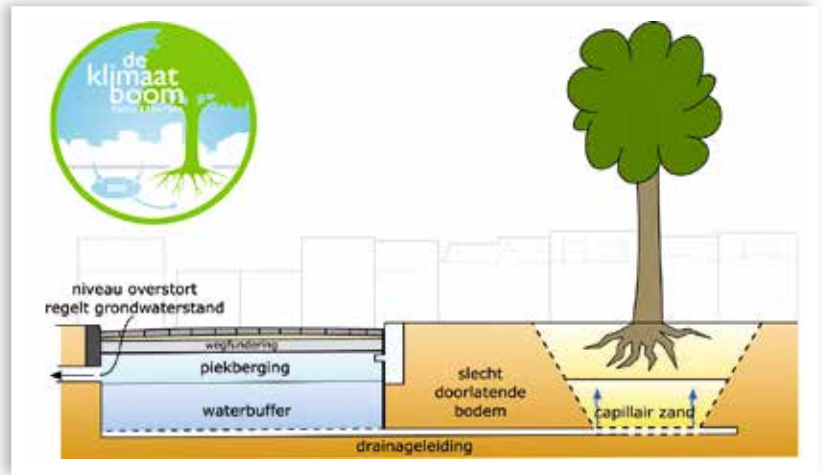 de
klimaat
boom
niveau overstort
regelt grondwaterstand
wegfundering
piekberging
waterbuffer
slecht
doorlatende
bodem
capillair zand
drainageleiding